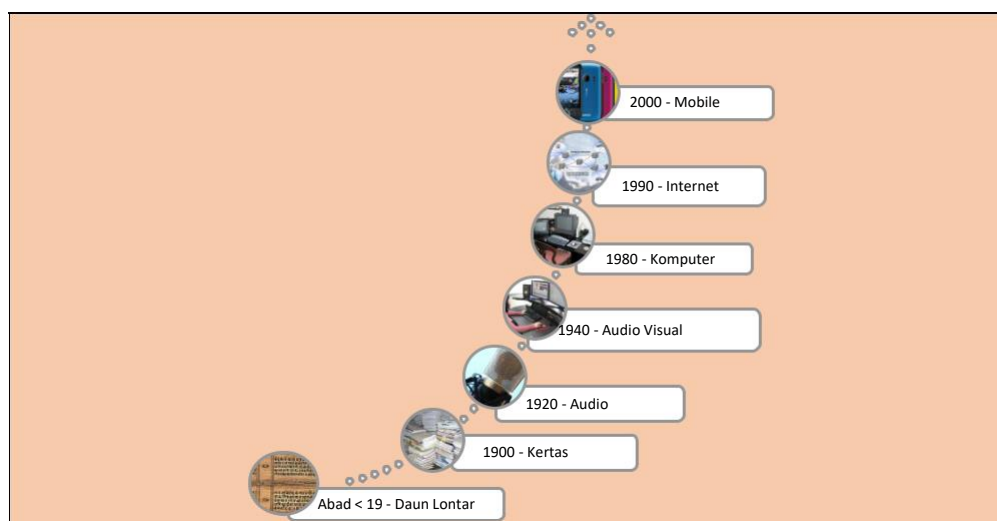 2000 - Mobile
1990 - Internet
1980 - Komputer
1940 - Audio Visual
1920 - Audio
1900 - Kertas
Abad < 19 - Daun Lontar